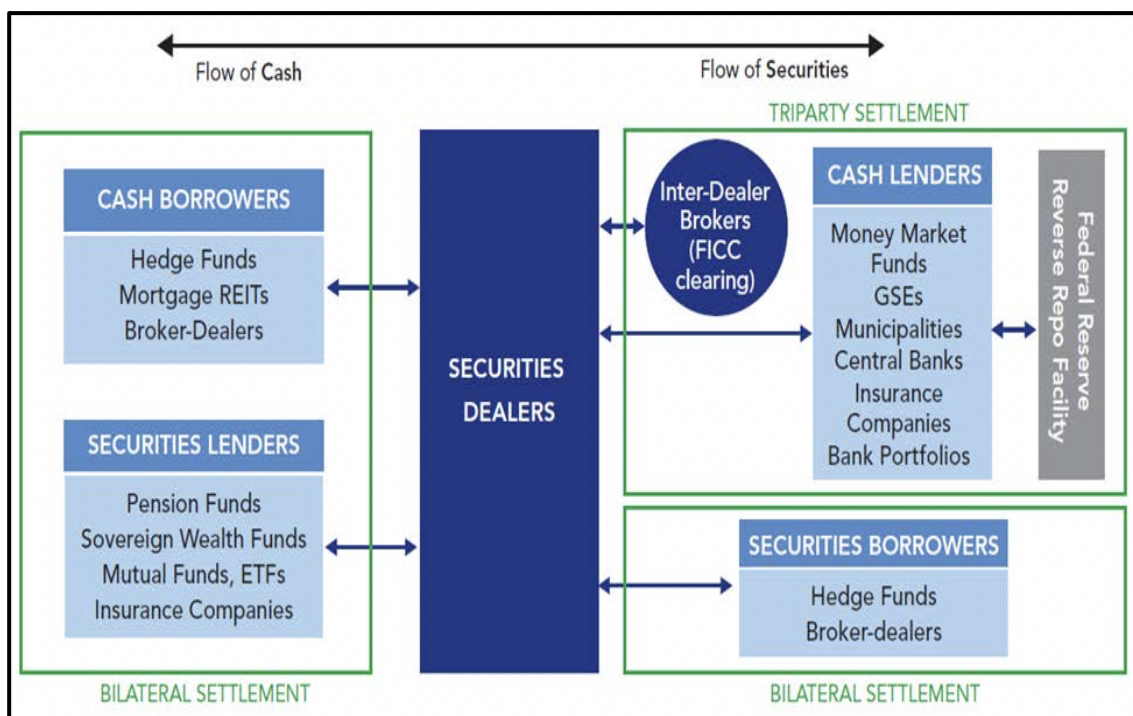 Flow of Cash
Flow of Securities
CASH BORROWERS
Hedge Funds
Mortgage REITs
Broker-Dealers
SECURITIES LENDERS
Pension Funds
Sovereign Wealth Funds
Mutual Funds, ETFs
Insurance Companies
BILATERAL SETTLEMENT
SECURITIES
DEALERS
TRIPARTY SETTLEMENT
Inter-Dealer
Brokers
(FICC
clearing)
CASH LENDERS
Money Market
Funds
GSEs
Municipalities
Central Banks
Insurance
Companies
Bank Portfolios
Federal Reserve
Reverse Repo Facility
SECURITIES BORROWERS
Hedge Funds
Broker-dealers
BILATERAL SETTLEMENT